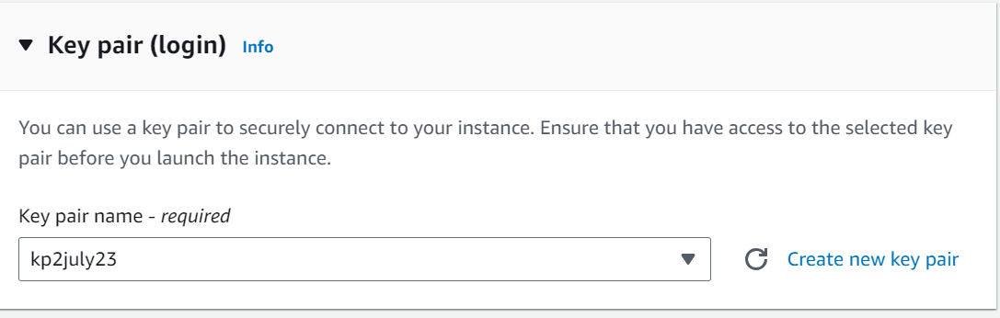 Key pair (login) Info
You can use a key pair to securely connect to your instance. Ensure that you have access to the selected key
pair before you launch the instance.
Key pair name - required
kp2july23 Create new key pair